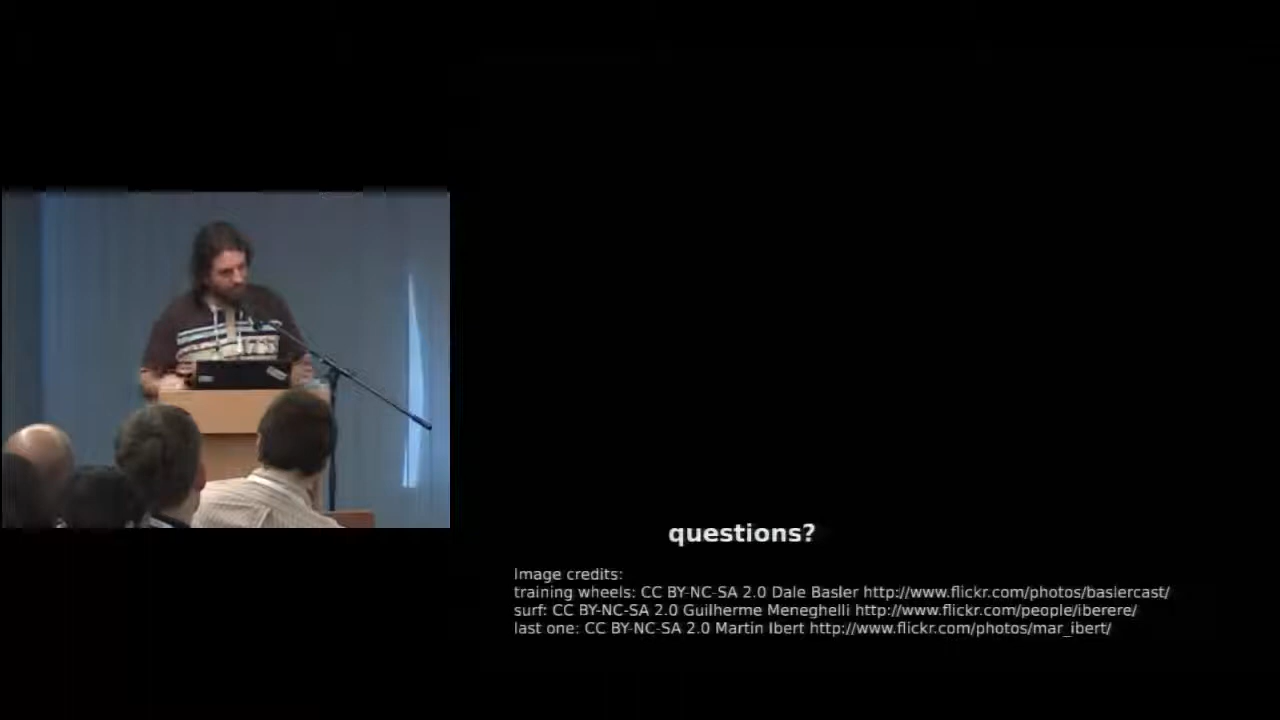 questions?
Image credits:
training wheels: CC BY-NC-SA 2.0 Dale Basler http://www.flickr.com/photos/baslercast/
surf: CC BY-NC-SA 2.0 Guilherme Meneghelli http://www.flickr.com/people/iberere/
last one: CC BY-NC-SA 2.0 Martin Ibert http://www.flickr.com/photos/mar_ibert/